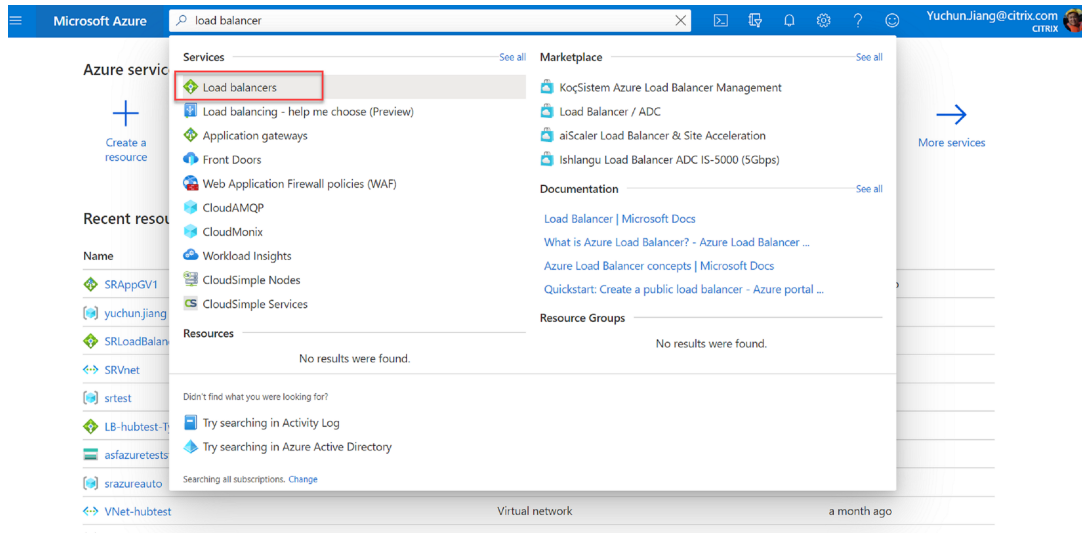 Microsoft Azure
load balancer
Yuchun.Jiang@citrix.com
CITRIX
Azure servic
Create a
resource
More services
Services
See all
Load balancers
Load balancing - help me choose (Preview)
Application gateways
Front Doors
Web Application Firewall policies (WAF)
CloudAMQP
CloudMonix
Workload Insights
CloudSimple Nodes
CS
CloudSimple Services
Resources
No results were found.
Marketplace
See all
KoçSistem Azure Load Balancer Management
Load Balancer / ADC
aiScaler Load Balancer & Site Acceleration
Ishlangu Load Balancer ADC IS-5000 (5Gbps)
Documentation
See all
Load Balancer | Microsoft Docs
What is Azure Load Balancer? - Azure Load Balancer ...
Azure Load Balancer concepts | Microsoft Docs
Quickstart: Create a public load balancer - Azure portal ...
Resource Groups
No results were found.
Didn't find what you were looking for?
Try searching in Activity Log
Try searching in Azure Active Directory
Searching all subscriptions. Change
Recent resou
Name
SRAppGV1
yuchun.jiang
SRLoadBalan
SRVnet
srtest
LB-hubtest-T
asfazuretests
srazureauto
VNet-hubtest
Virtual network
a month ago